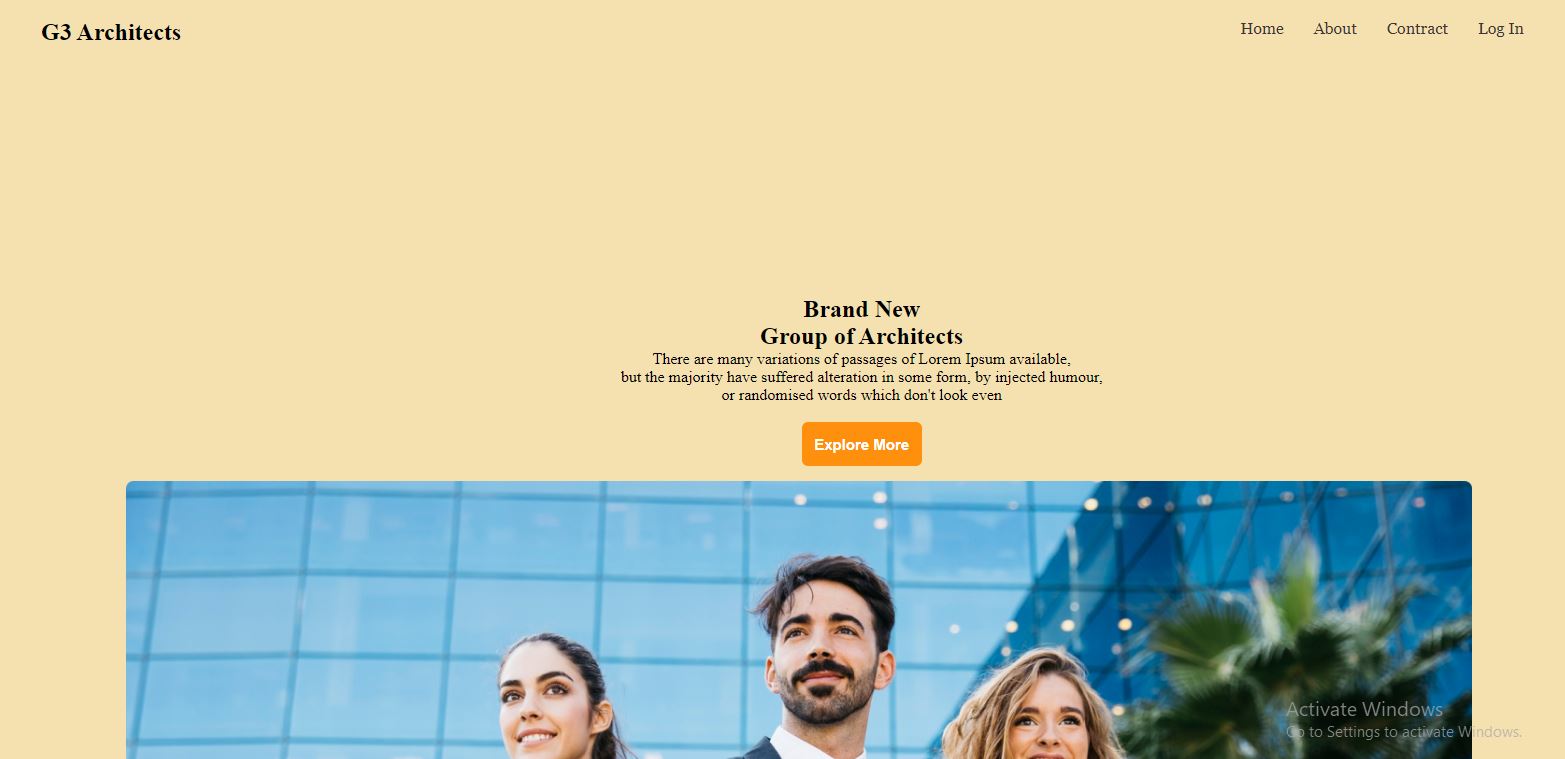 G3 Architects
Home About Contract Log In
Brand New
Group of Architects
There are many variations of passages of Lorem Ipsum available,
but the majority have suffered alteration in some form, by injected humour,
or randomised words which don't look even
Explore More
Activate Windows
Go to Settings to activate Windows.